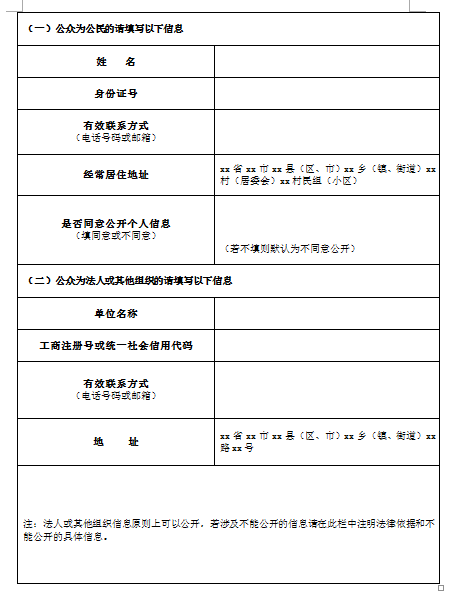 （一）公众为公民的请填写以下信息
姓 名
身份证号
有效联系方式
（电话号码或邮箱）
经常居住地址
xx 省 xx 市 xx 县（区、市）xx 乡（镇、街道）xx
村（居委会）xx 村民组（小区）
是否同意公开个人信息
（填同意或不同意）
（若不填则默认为不同意公开）
（二）公众为法人或其他组织的请填写以下信息
单位名称
工商注册号或统一社会信用代码
有效联系方式
（电话号码或邮箱）
地 址
xx 省 xx 市 xx 县（区、市）xx 乡（镇、街道）xx
路 xx 号
注：法人或其他组织信息原则上可以公开，若涉及不能公开的信息请在此栏中注明法律依据和不
能公开的具体信息。